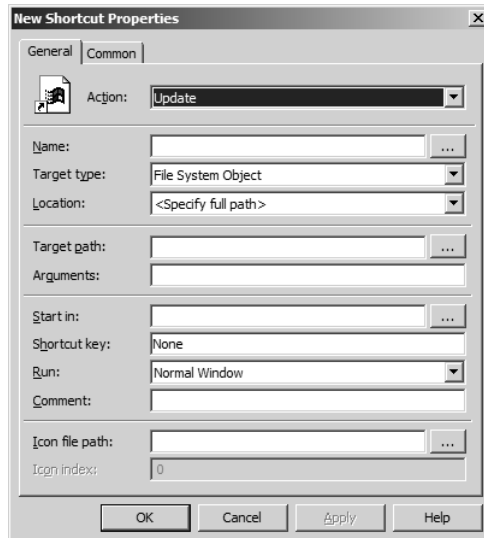 New Shortcut Properties
General Common
Action: Update
Name: ...
Target type: File System Object
Location: <Specify full path>
Target path: ...
Arguments:
Start in: ...
Shortcut key: None
Run: Normal Window
Comment:
Icon file path: ...
Icon index: 0
OK Cancel Apply Help